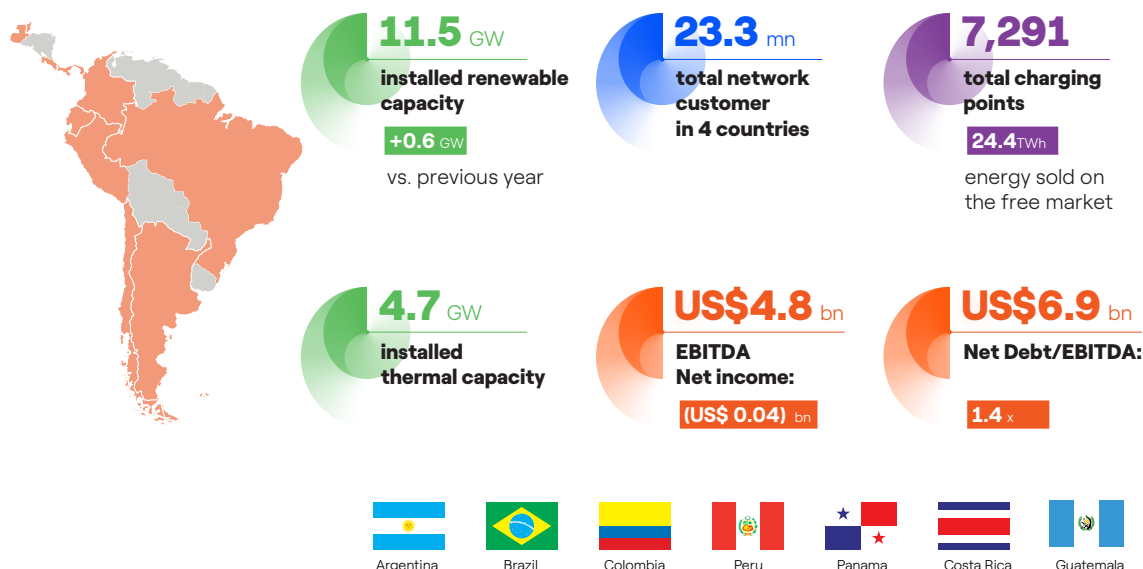 11.5 GW
installed renewable
capacity
+0.6 GW
vs. previous year
23.3 mn
total network
customer
in 4 countries
7,291
total charging
points
24.4TWh
energy sold on
the free market
4.7 GW
installed
thermal capacity
US$4.8 bn
EBITDA
Net income:
(US$ 0.04) bn
US$6.9 bn
Net Debt/EBITDA:
1.4 x
Argentina
Brazil
Colombia
Peru
Panama
Costa Rica
Guatemala